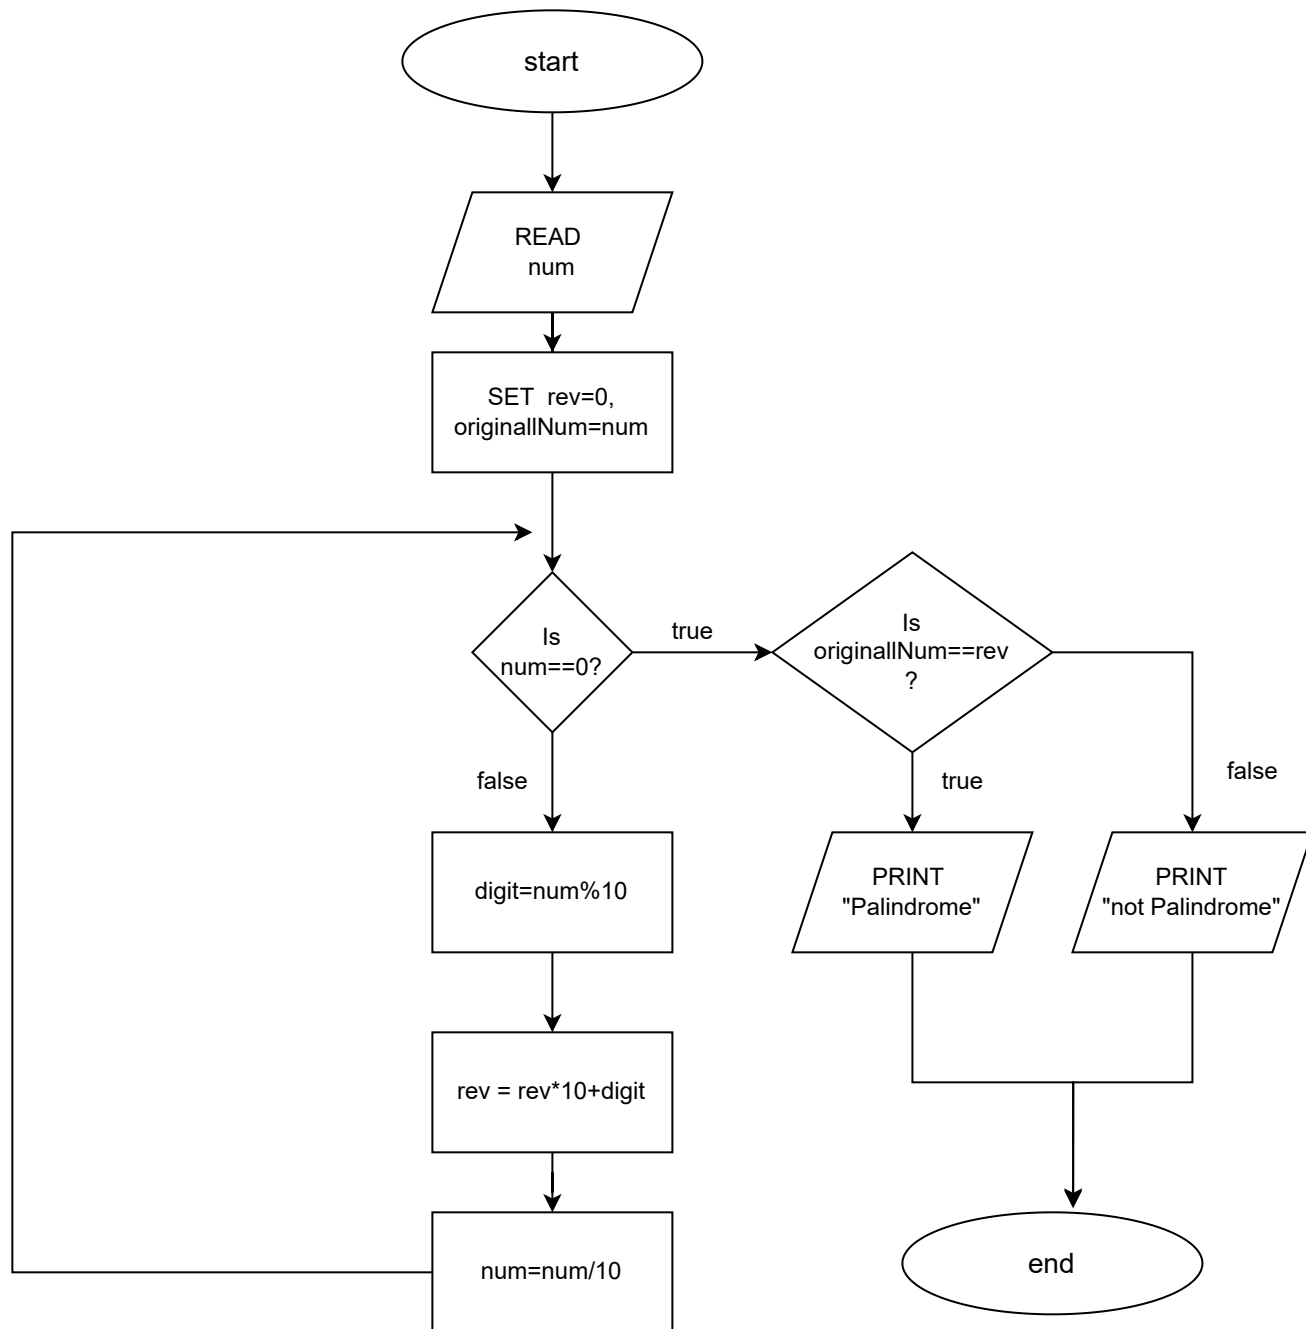 start
READ
num
SET  rev=0,
originallNum=num
Is
num==0?
true
Is
originallNum==rev
?
false
true
false
digit=num%10
PRINT
"Palindrome"
PRINT
"not Palindrome"
rev = rev*10+digit
num=num/10
end